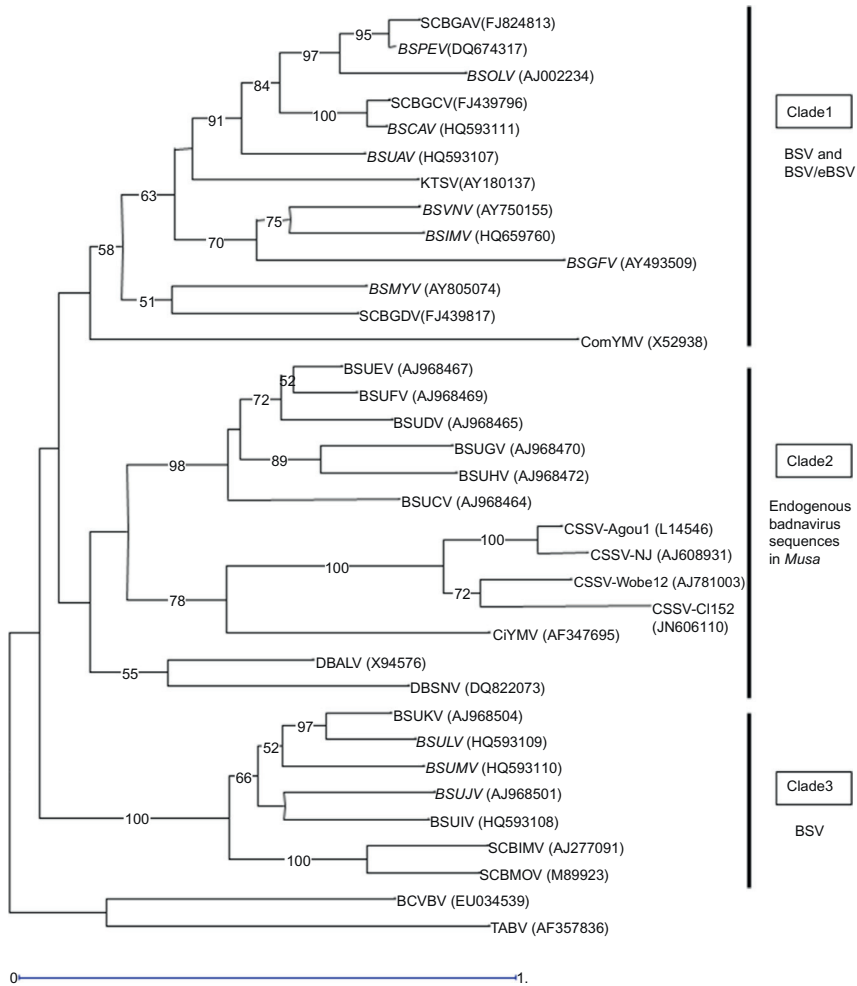 SCBGAV(FJ824813)
95
BSPEV(DQ674317)
97
BSOLV (AJ002234)
84
SCBGCV(FJ439796)
100
91
BSCAV (HQ593111)
BSUAV (HQ593107)
KTSV(AY180137)
63
BSVNV (AY750155)
75
BSIMV (HQ659760)
70
58
BSGFV (AY493509)
BSMYV (AY805074)
51
SCBGDV(FJ439817)
ComYMV (X52938)
Clade1
BSV and
BSV/eBSV
BSUEV (AJ968467)
52
BSUFV (AJ968469)
72
BSUDV (AJ968465)
BSUGV (AJ968470)
89
98
BSUHV (AJ968472)
BSUCV (AJ968464)
CSSV-Agou1 (L14546)
100
CSSV-NJ (AJ608931)
100
CSSV-Wobe12 (AJ781003)
72
78
CSSV-CI152
(JN606110)
CiYMV (AF347695)
DBALV (X94576)
55
DBSNV (DQ822073)
Clade2
Endogenous
badnavirus
sequences
in Musa
BSUKV (AJ968504)
97
BSULV (HQ593109)
52
BSUMV (HQ593110)
66
BSUJV (AJ968501)
100
BSUIV (HQ593108)
SCBIMV (AJ277091)
100
SCBMOV (M89923)
Clade3
BSV
BCVBV (EU034539)
TABV (AF357836)
0
1.